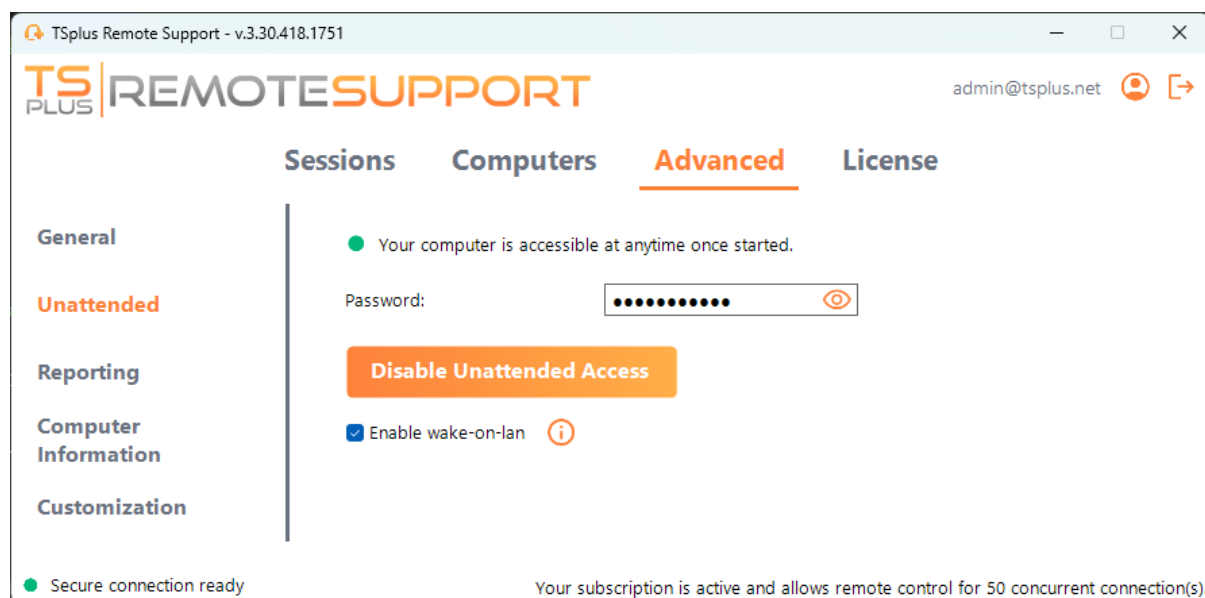 TSplus Remote Support - v.3.30.418.1751
TS PLUS REMOTESUPPORT
admin@tsplus.net
Sessions Computers Advanced License
General
Unattended
Reporting
Computer
Information
Customization
Your computer is accessible at anytime once started.
Password: •••••••••••
Disable Unattended Access
Enable wake-on-lan
Secure connection ready
Your subscription is active and allows remote control for 50 concurrent connection(s)